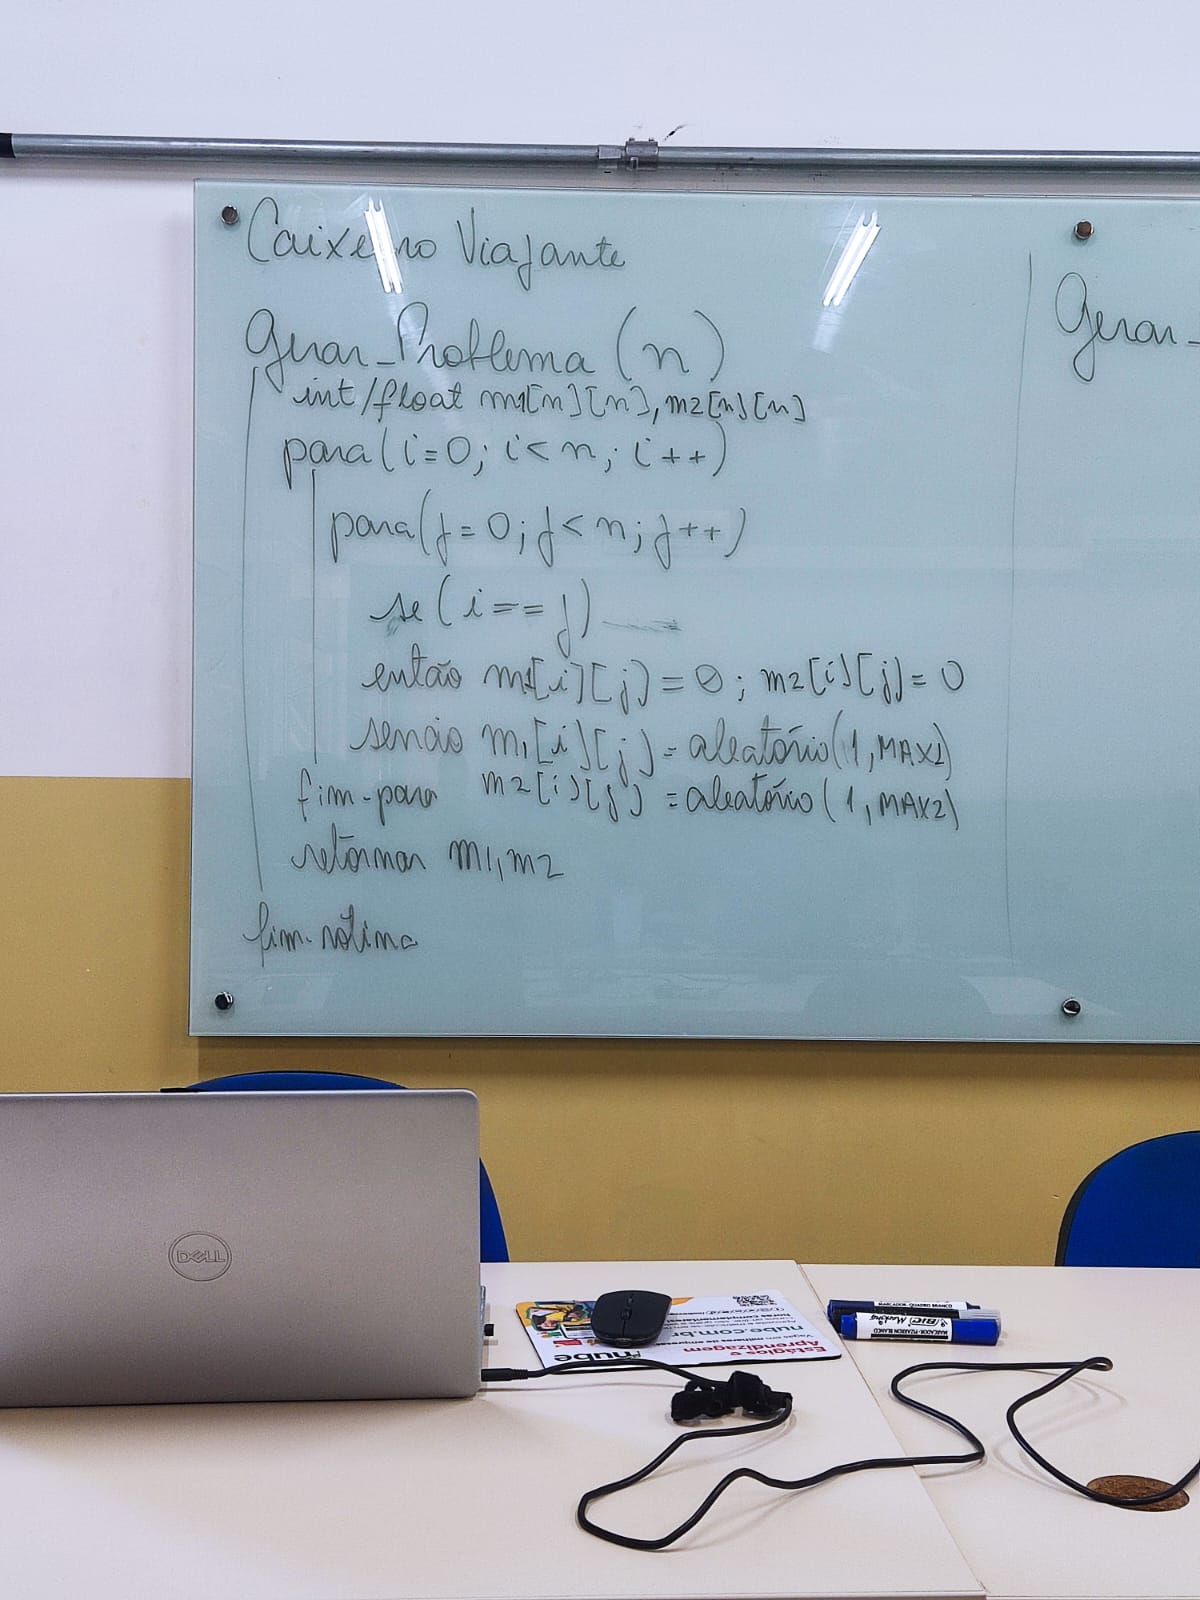 Caixeiro Viajante
Gerar_Problema (n)
int/float m1[n][n], m2[n][n]
para (i=0; i<n; i++)
para (j=0; j<n; j++)
se (i==j)
então m1[i][j]=0; m2[i][j]=0
senão m1[i][j]=aleatório(1,MAX1)
fim-para m2[i][j]=aleatório(1,MAX2)
retornar m1,m2
fim-rotina
Gerar_
DELL
nube.com.br
Estágios e
Aprendizagem
nube
MARCADOR - QUADRO BRANCO
BIC Marking